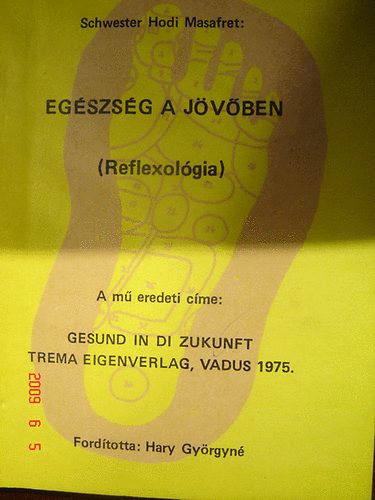 Schwester Hodi Masafret:
EGÉSZSÉG A JÖVŐBEN
(Reflexológia)
A mű eredeti címe:
GESUND IN DI ZUKUNFT
TREMA EIGENVERLAG, VADUS 1975.
Fordította: Hary Györgyné
2009 6 5